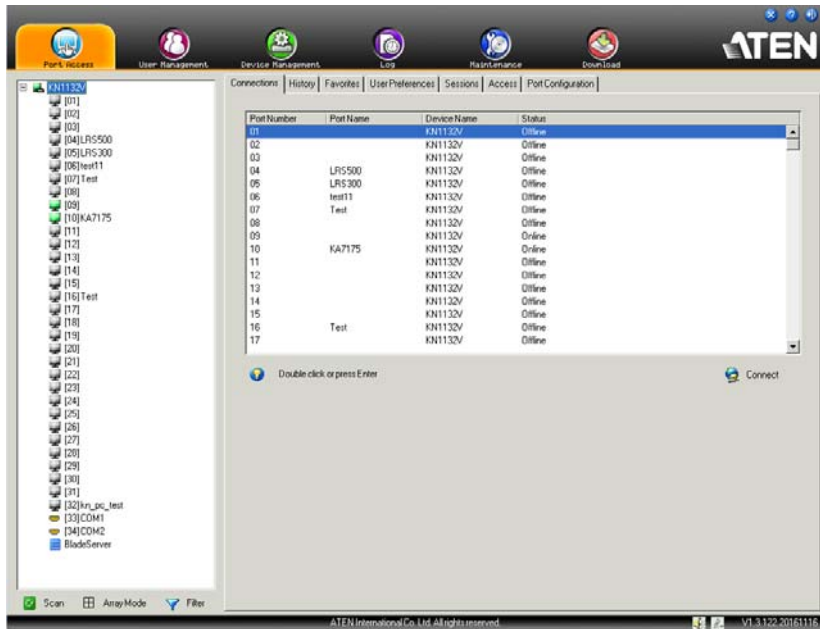 ATEN
Port Access User Management Device Management Log Maintenance Download
KN1132V
[01]
[02]
[03]
[04]LRS500
[05]LRS300
[06]test11
[07]Test
[08]
[09]
[10]KA7175
[11]
[12]
[13]
[14]
[15]
[16]Test
[17]
[18]
[19]
[20]
[21]
[22]
[23]
[24]
[25]
[26]
[27]
[28]
[29]
[30]
[31]
[32]kn_pc_test
[33]COM1
[34]COM2
BladeServer
Scan Array Mode Filter
Connections History Favorites User Preferences Sessions Access Port Configuration
Port Number Port Name Device Name Status
01 KN1132V Offline
02 KN1132V Offline
03 KN1132V Offline
04 LRS500 KN1132V Offline
05 LRS300 KN1132V Offline
06 test11 KN1132V Offline
07 Test KN1132V Offline
08 KN1132V Offline
09 KN1132V Online
10 KA7175 KN1132V Online
11 KN1132V Offline
12 KN1132V Offline
13 KN1132V Offline
14 KN1132V Offline
15 KN1132V Offline
16 Test KN1132V Offline
17 KN1132V Offline
Double click or press Enter
Connect
ATEN International Co. Ltd. All rights reserved.
V1.3.122.20161116